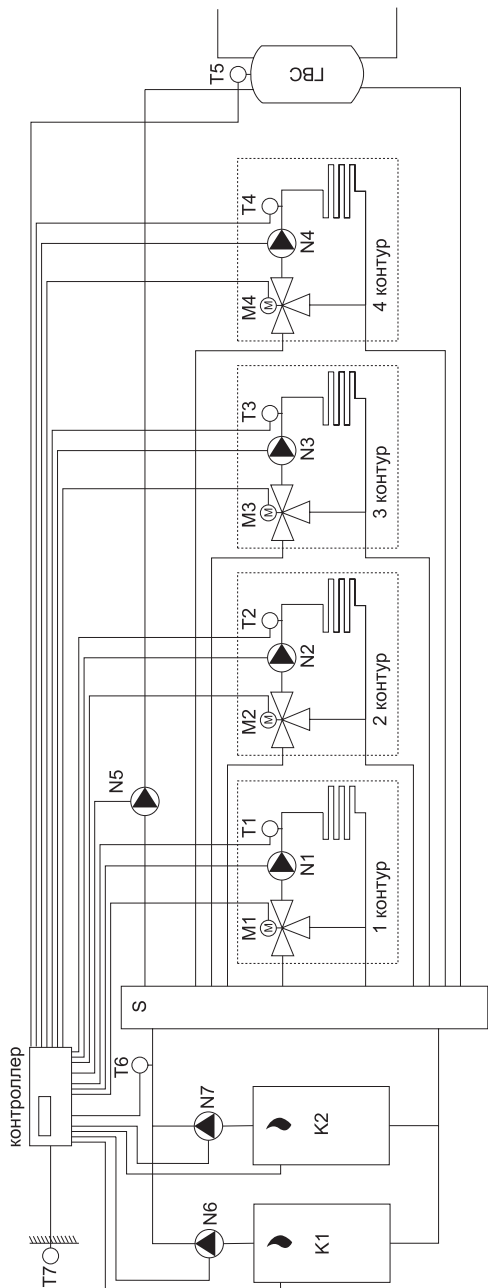 контроллер
T7
N6
N7
T6
K1
K2
S
N5
M1
M
N1
T1
1 контур
M2
M
N2
T2
2 контур
M3
M
N3
T3
3 контур
M4
M
N4
T4
4 контур
T5
ГВС